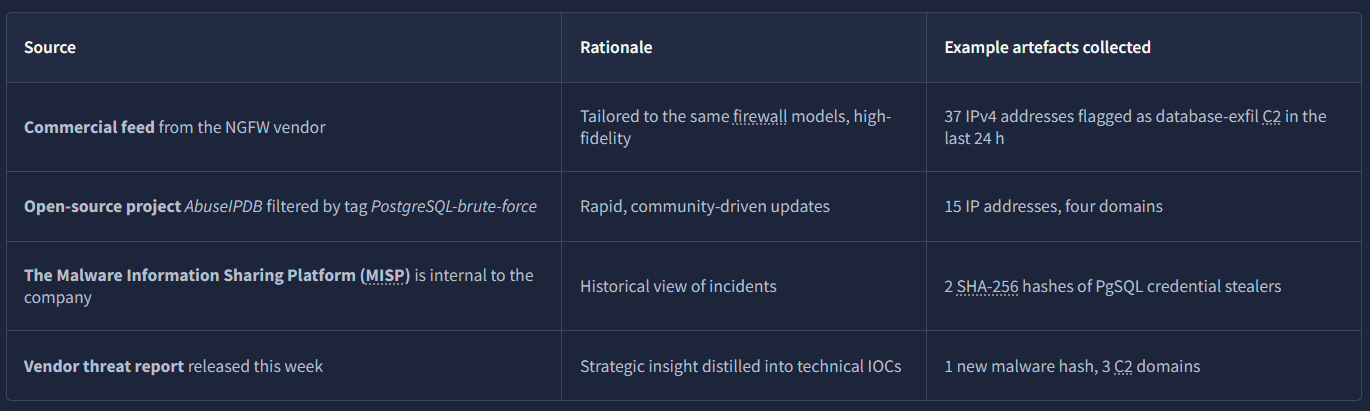 Source
Rationale
Example artefacts collected
Commercial feed from the NGFW vendor
Tailored to the same firewall models, high-
fidelity
37 IPv4 addresses flagged as database-exfil C2 in the
last 24 h
Open-source project AbuseIPDB filtered by tag PostgreSQL-brute-force
Rapid, community-driven updates
15 IP addresses, four domains
The Malware Information Sharing Platform (MISP) is internal to the
company
Historical view of incidents
2 SHA-256 hashes of PgSQL credential stealers
Vendor threat report released this week
Strategic insight distilled into technical IOCs
1 new malware hash, 3 C2 domains